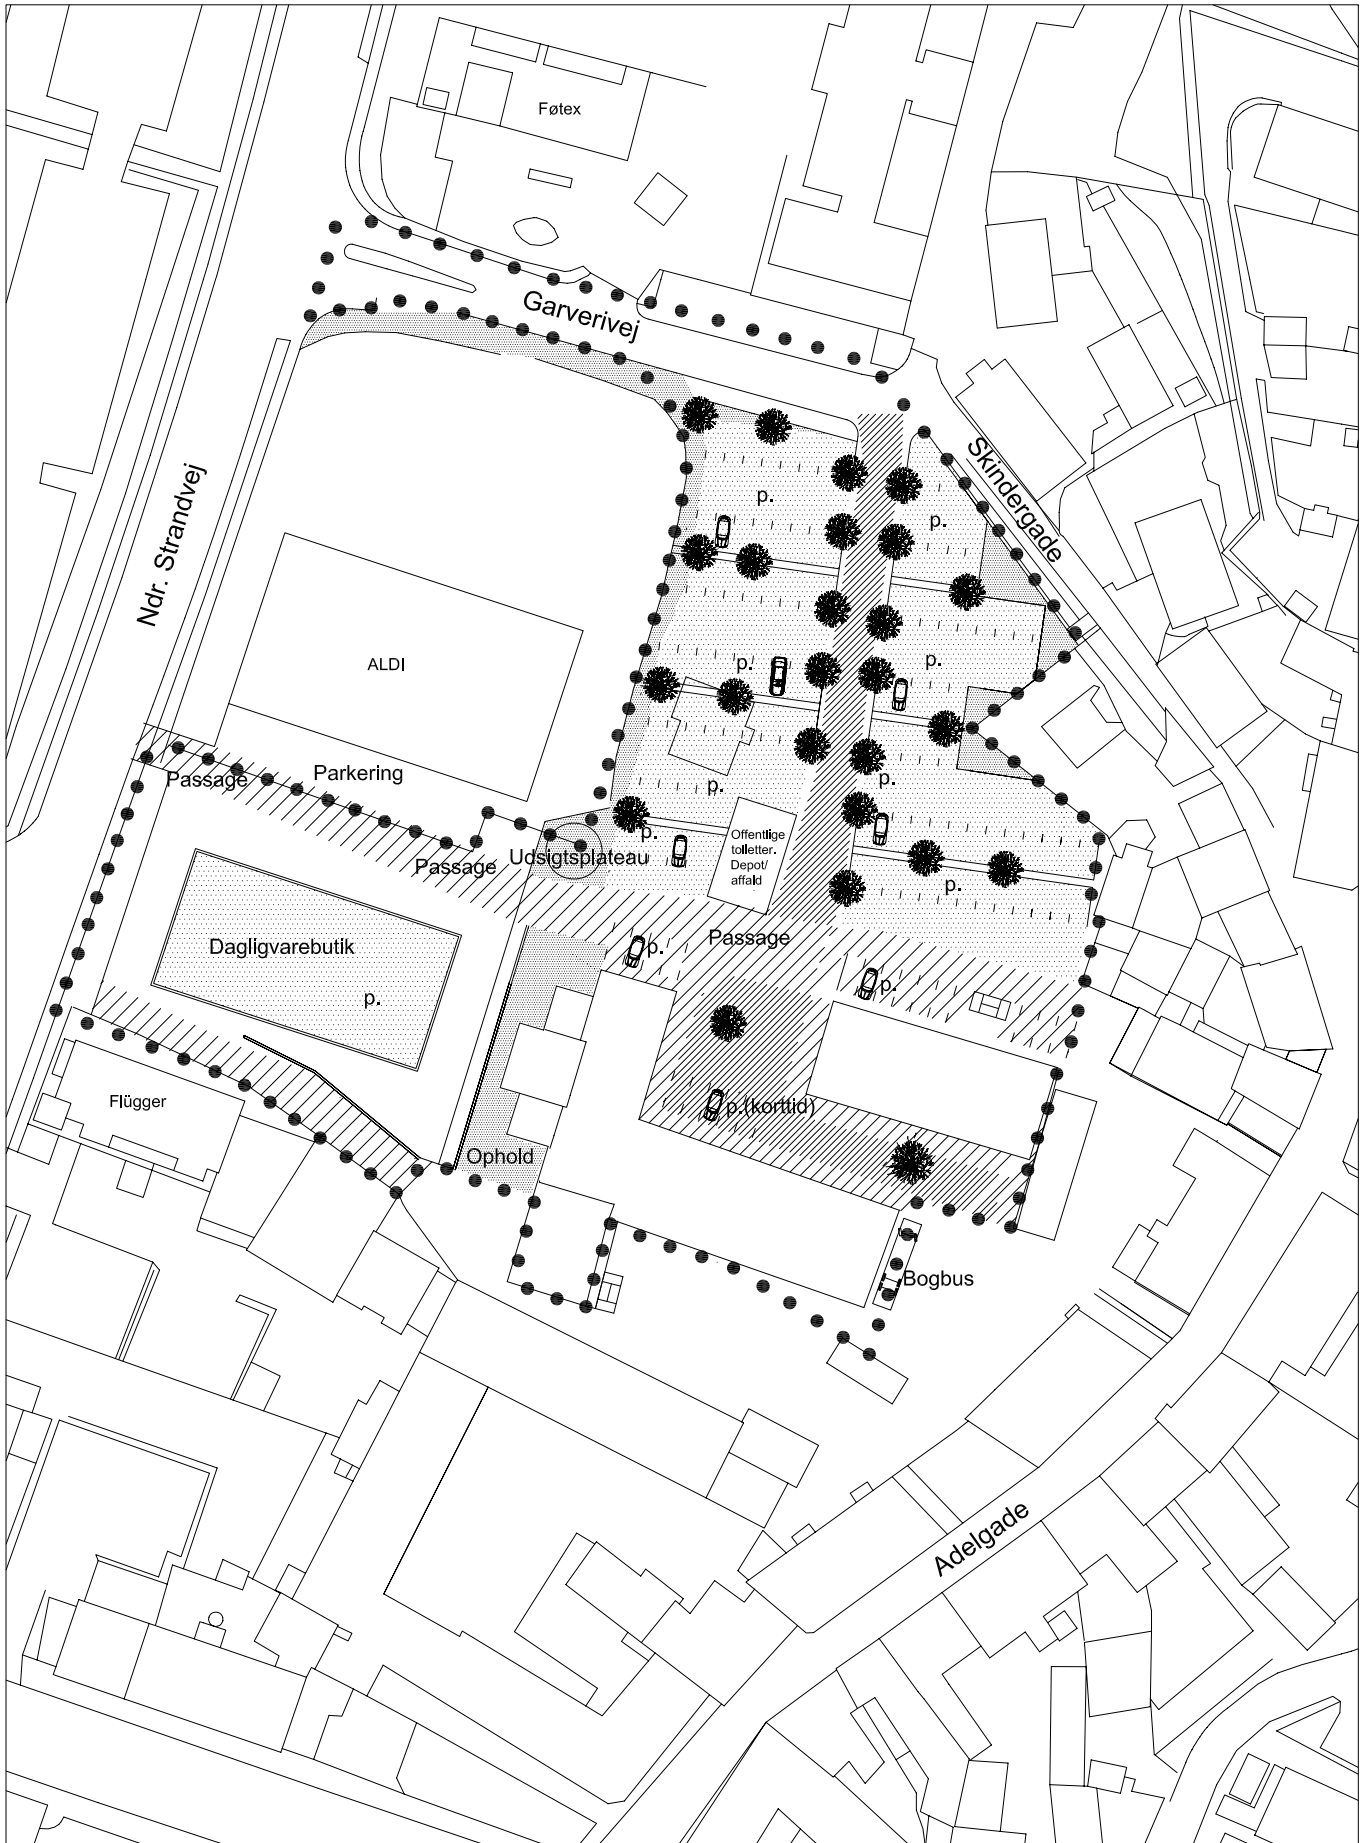 Føtex
Garverivej
Skindergade
Ndr. Strandvej
p.
p.
ALDI
p.
p.
Passage
Parkering
p.
p.
p.
Offentlige
tolletter.
Depot/
affald
Passage
Udsigtsplateau
p.
Passage
Dagligvarebutik
p.
p.
p.
Flügger
p.(korttid)
Ophold
Bogbus
Adelgade